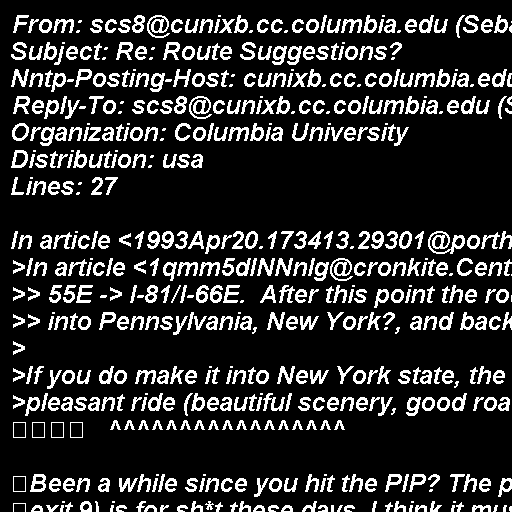 From: scs8@cunixb.cc.columbia.edu (Seba
Subject: Re: Route Suggestions?
Nntp-Posting-Host: cunixb.cc.columbia.edu
Reply-To: scs8@cunixb.cc.columbia.edu (S
Organization: Columbia University
Distribution: usa
Lines: 27

In article <1993Apr20.173413.29301@porth
>In article <1qmm5dINNnlg@cronkite.Cent
>> 55E -> I-81/I-66E.  After this point the ro
>> into Pennsylvania, New York?, and back
>
>If you do make it into New York state, the
>pleasant ride (beautiful scenery, good roa
□□□□   ^^^^^^^^^^^^^^^^^

□Been a while since you hit the PIP? The p
□exit 9) is for sh*t these days. I think it mu